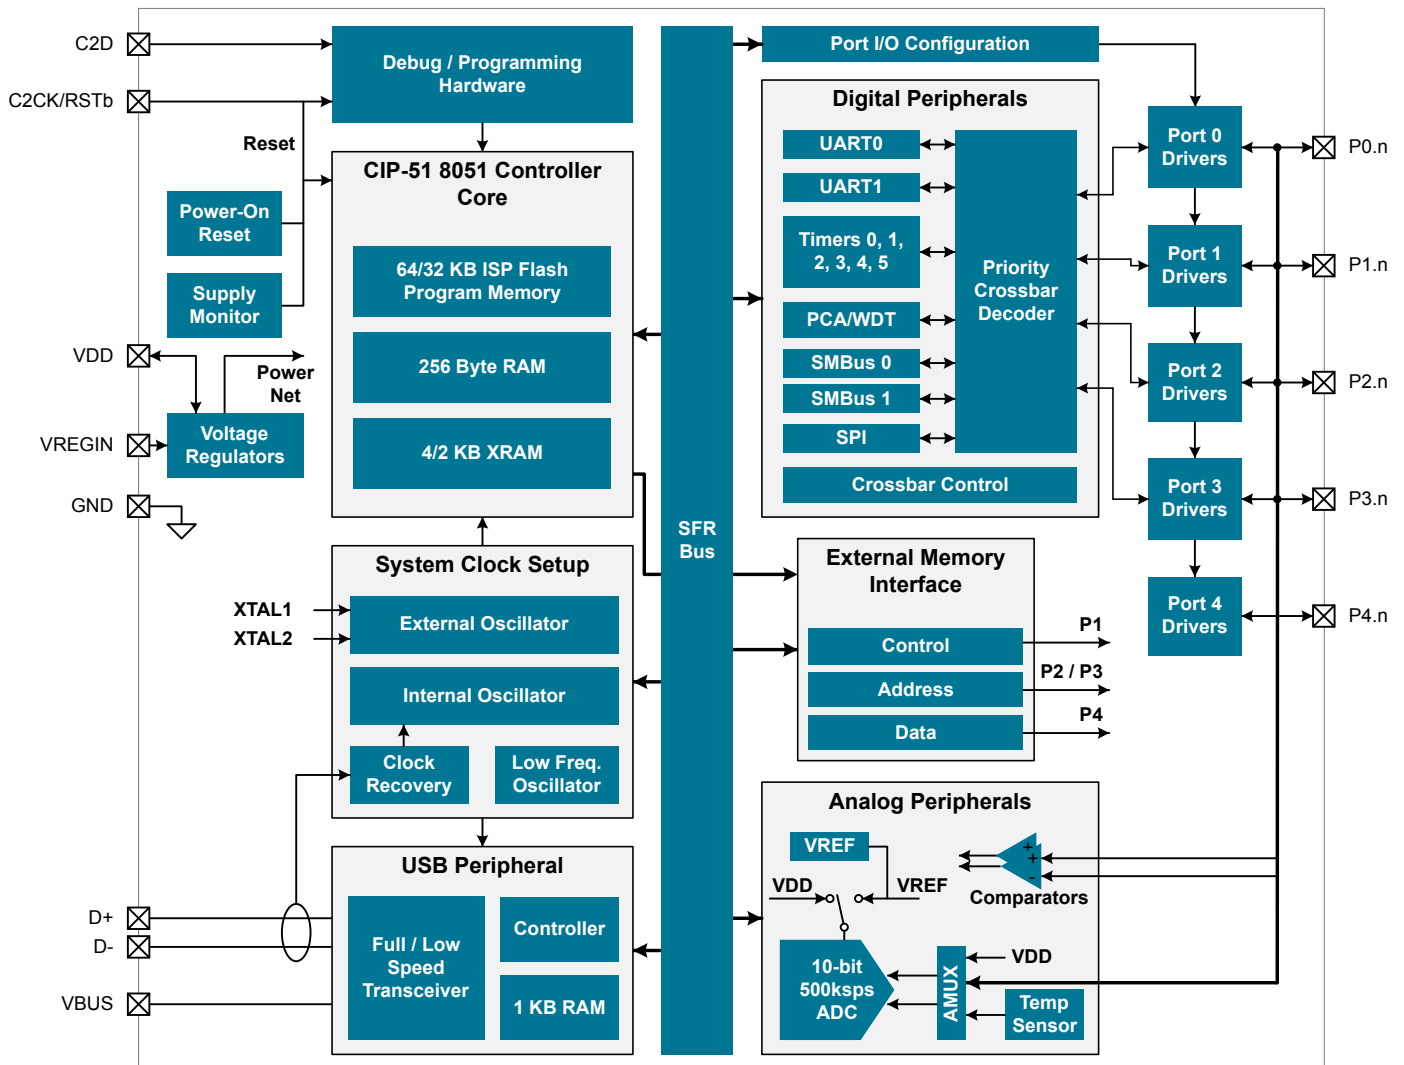 C2D
C2CK/RSTb
Debug / Programming
Hardware
Reset
Power-On
Reset
Supply
Monitor
VDD
Power
Net
VREGIN
Voltage
Regulators
GND
CIP-51 8051 Controller
Core
64/32 KB ISP Flash
Program Memory
256 Byte RAM
4/2 KB XRAM
System Clock Setup
XTAL1
XTAL2
External Oscillator
Internal Oscillator
Clock
Recovery
Low Freq.
Oscillator
USB Peripheral
D+
D-
VBUS
Full / Low
Speed
Transceiver
Controller
1 KB RAM
SFR
Bus
Port I/O Configuration
Digital Peripherals
UART0
UART1
Timers 0, 1,
2, 3, 4, 5
PCA/WDT
SMBus 0
SMBus 1
SPI
Priority
Crossbar
Decoder
Crossbar Control
Port 0
Drivers
P0.n
Port 1
Drivers
P1.n
Port 2
Drivers
P2.n
Port 3
Drivers
P3.n
Port 4
Drivers
P4.n
External Memory
Interface
Control
P1
Address
P2 / P3
Data
P4
Analog Peripherals
VREF
VDD
VREF
+
+
-
Comparators
10-bit
500ksps
ADC
AMUX
VDD
Temp
Sensor